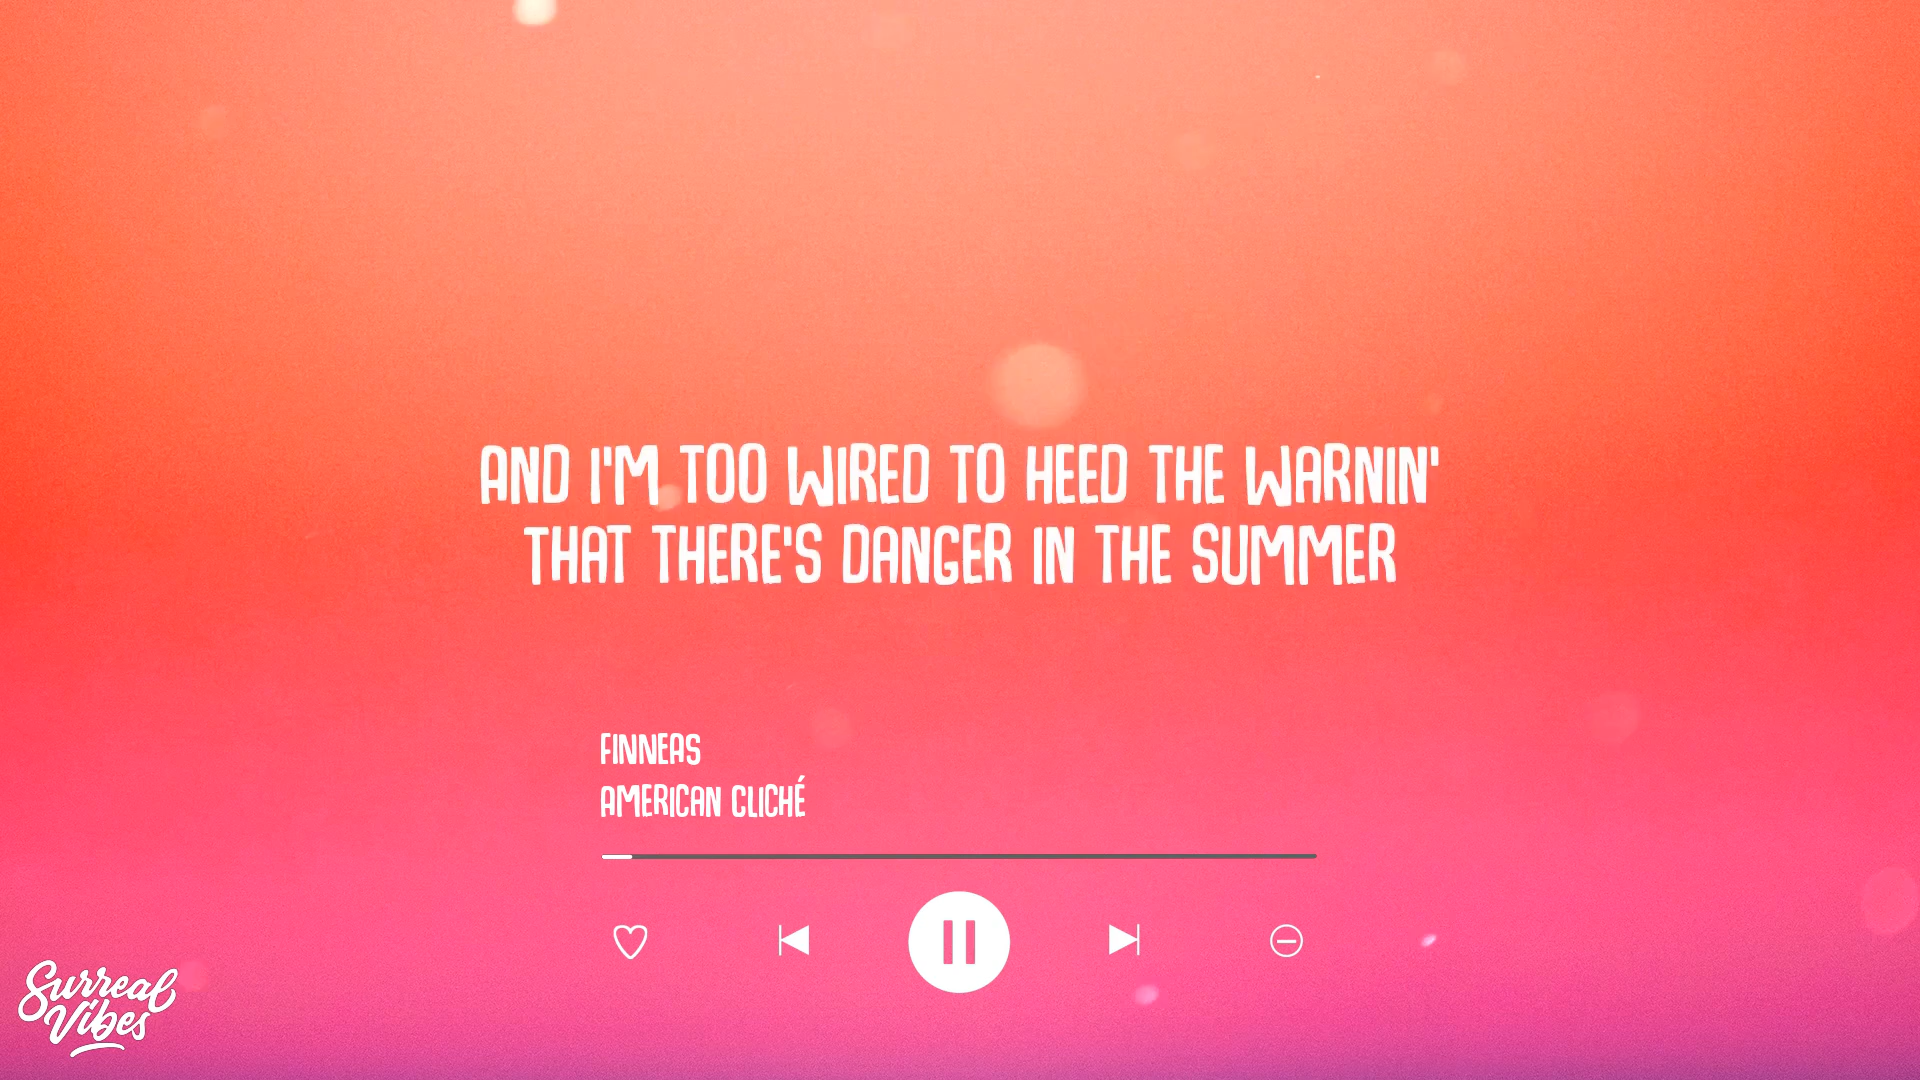 AND I'M TOO WIRED TO HEED THE WARNIN'
THAT THERE'S DANGER IN THE SUMMER
FINNEAS
AMERICAN CLICHÉ
Surreal
Vibes